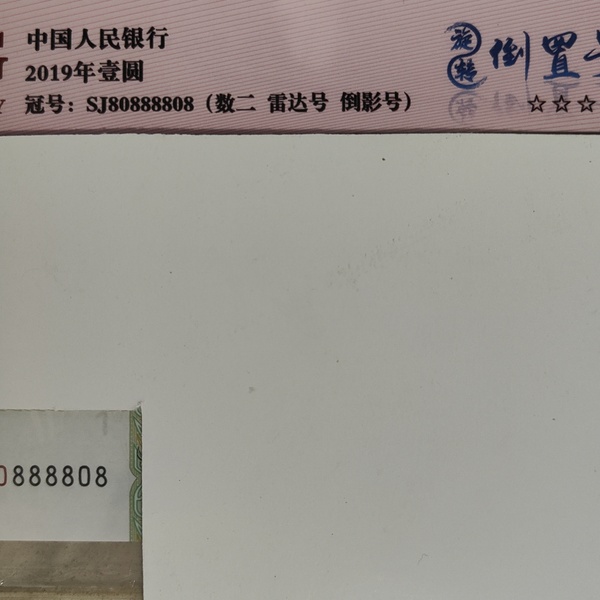 中国人民银行
2019年壹圆
冠号：SJ80888808（数二 雷达号 倒影号）
旋转
倒置
☆☆☆
0888808